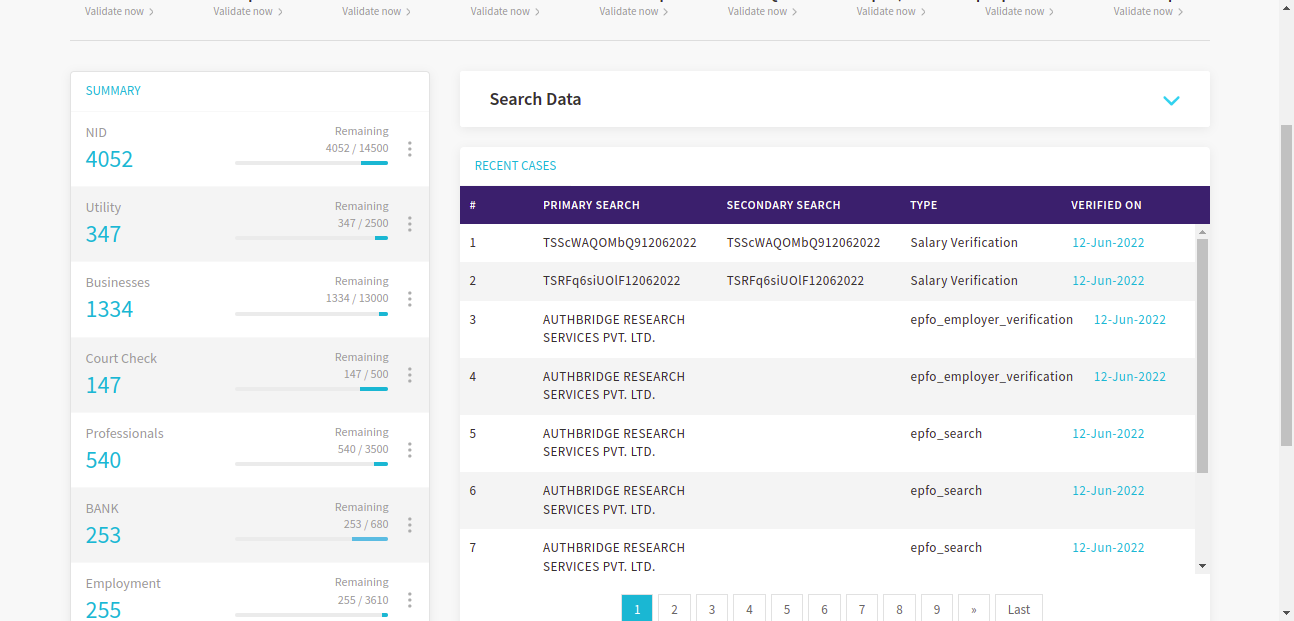 Validate now Validate now Validate now Validate now Validate now Validate now Validate now Validate now Validate now
SUMMARY
NID
4052
Remaining
4052 / 14500
Utility
347
Remaining
347 / 2500
Businesses
1334
Remaining
1334 / 13000
Court Check
147
Remaining
147 / 500
Professionals
540
Remaining
540 / 3500
BANK
253
Remaining
253 / 680
Employment
255
Remaining
255 / 3610
Search Data
RECENT CASES
# PRIMARY SEARCH SECONDARY SEARCH TYPE VERIFIED ON
1 TSScWAQOMbQ912062022 TSScWAQOMbQ912062022 Salary Verification 12-Jun-2022
2 TSRFq6siUOlF12062022 TSRFq6siUOlF12062022 Salary Verification 12-Jun-2022
3 AUTHBRIDGE RESEARCH epfo_employer_verification 12-Jun-2022
SERVICES PVT. LTD.
4 AUTHBRIDGE RESEARCH epfo_employer_verification 12-Jun-2022
SERVICES PVT. LTD.
5 AUTHBRIDGE RESEARCH epfo_search 12-Jun-2022
SERVICES PVT. LTD.
6 AUTHBRIDGE RESEARCH epfo_search 12-Jun-2022
SERVICES PVT. LTD.
7 AUTHBRIDGE RESEARCH epfo_search 12-Jun-2022
SERVICES PVT. LTD.
1 2 3 4 5 6 7 8 9 » Last